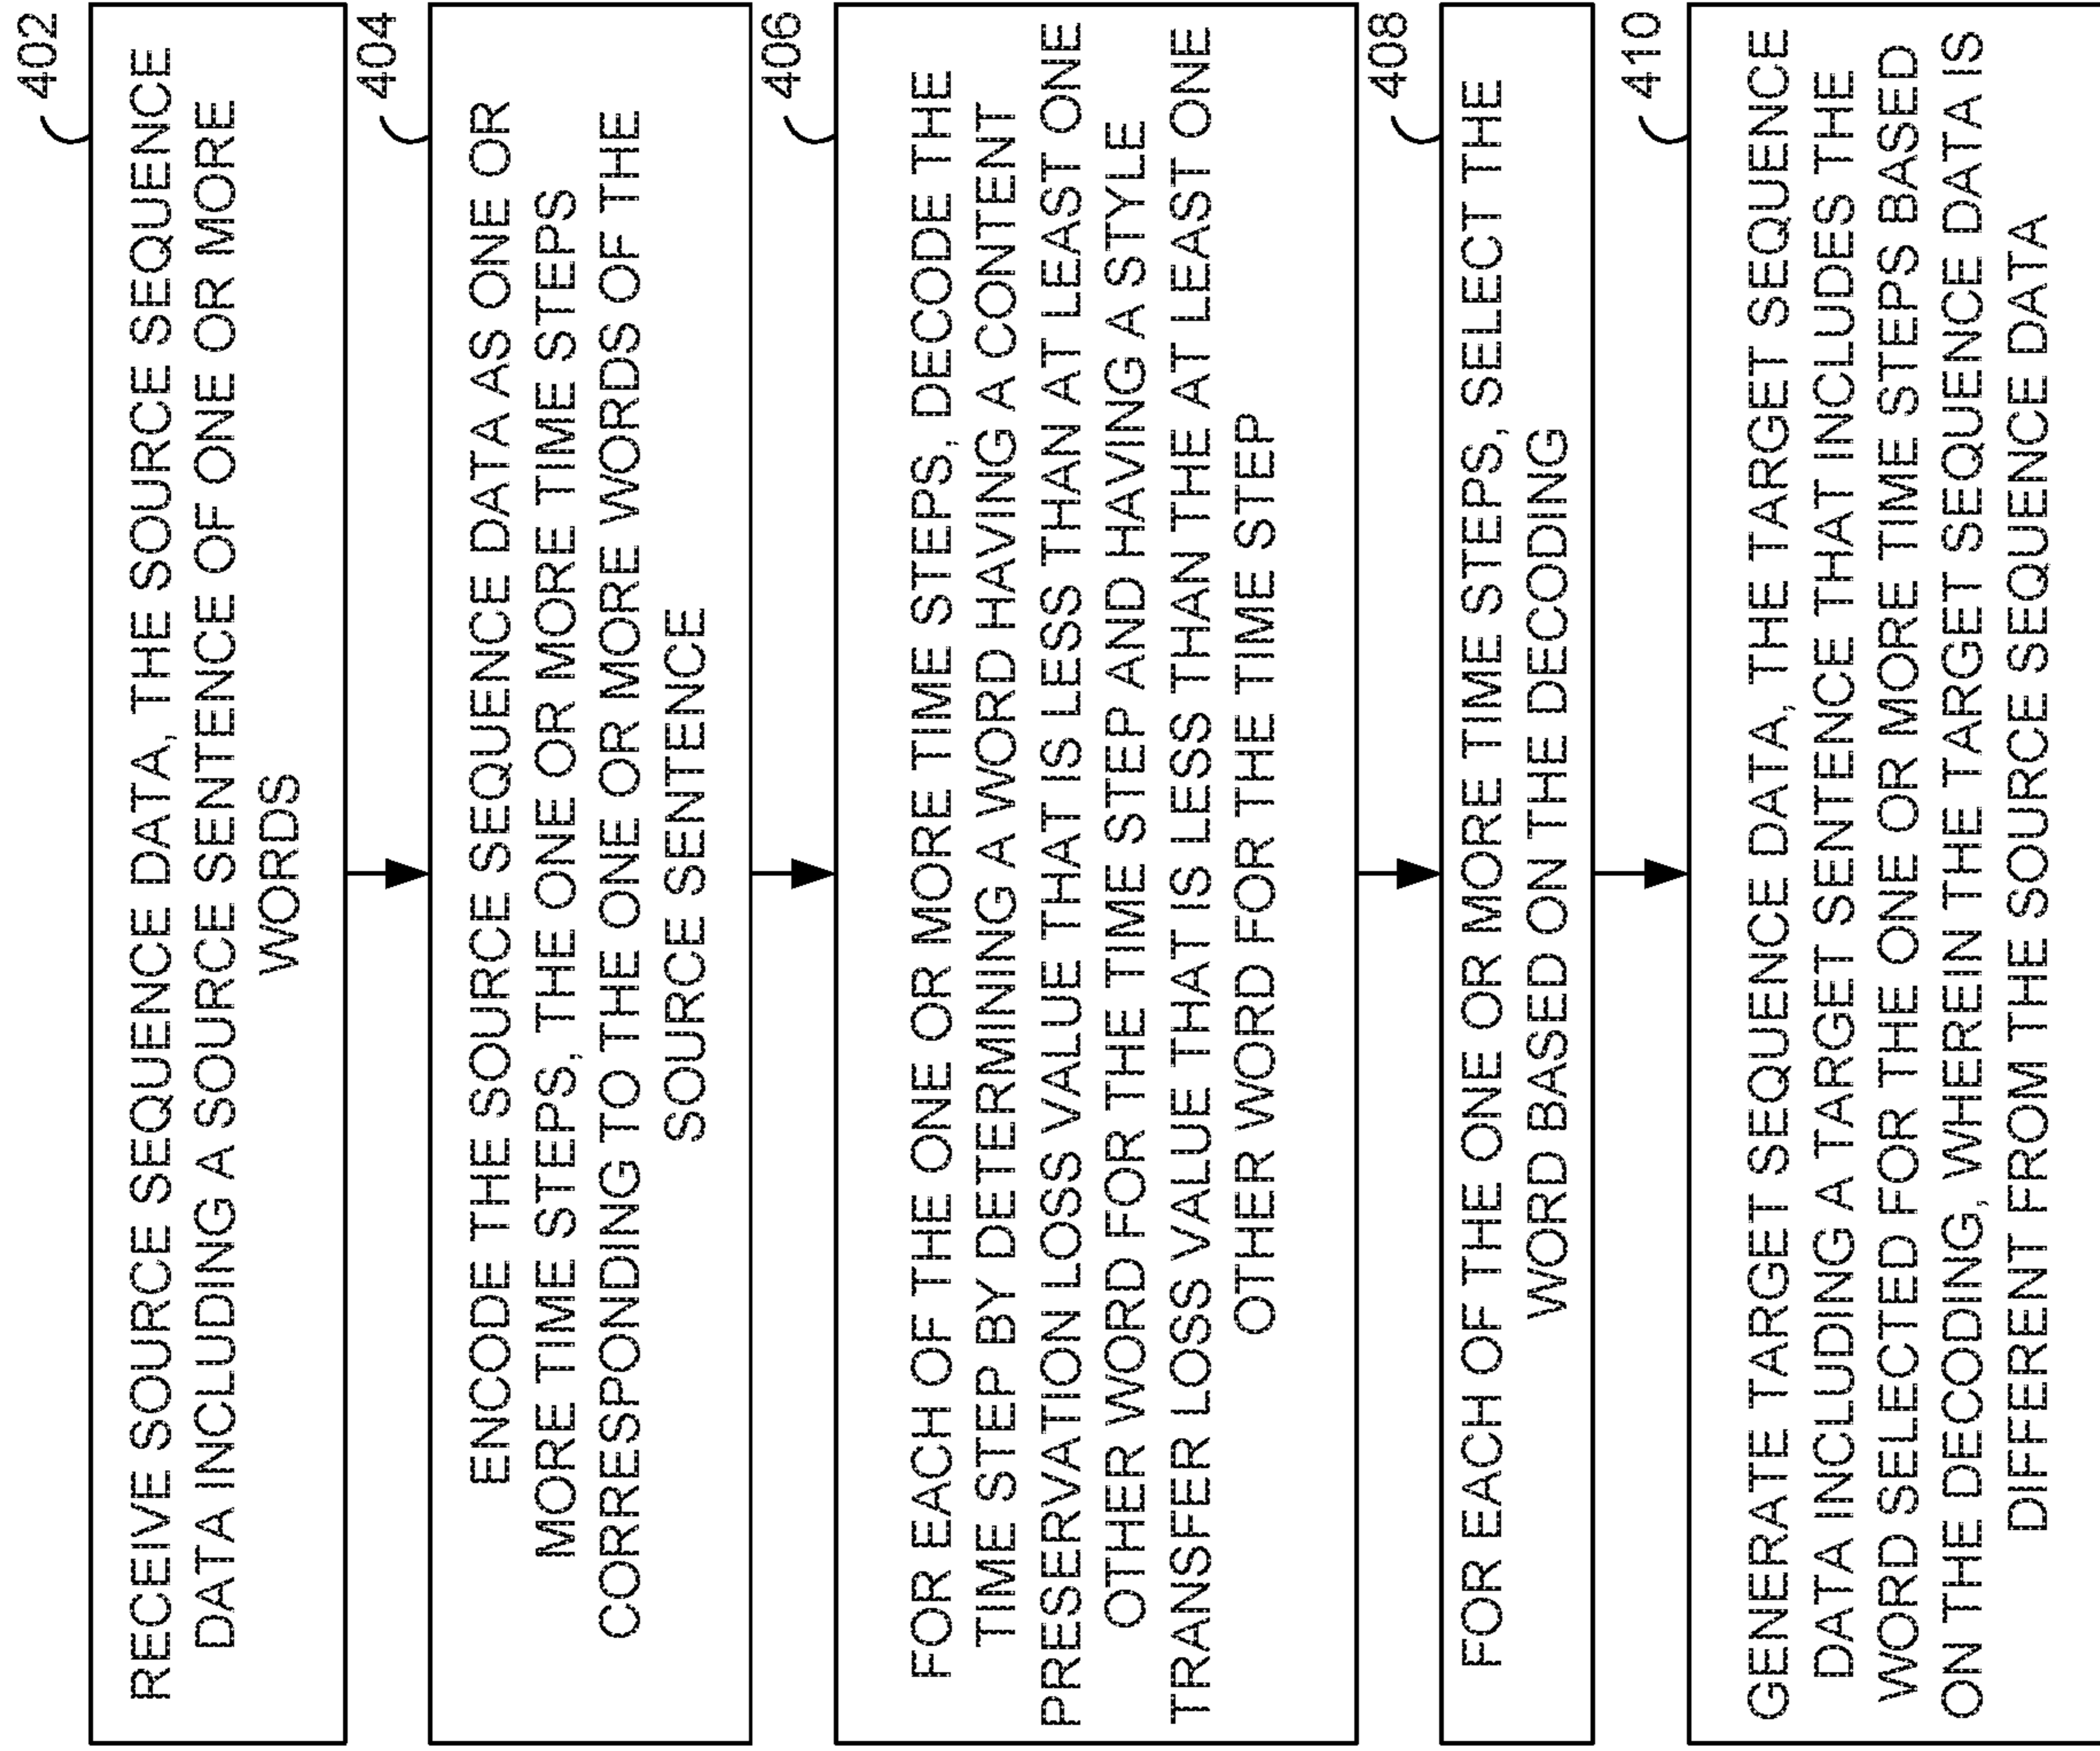 402
RECEIVE SOURCE SEQUENCE DATA, THE SOURCE SEQUENCE
DATA INCLUDING A SOURCE SENTENCE OF ONE OR MORE
WORDS
404
ENCODE THE SOURCE SEQUENCE DATA AS ONE OR
MORE TIME STEPS, THE ONE OR MORE TIME STEPS
CORRESPONDING TO THE ONE OR MORE WORDS OF THE
SOURCE SENTENCE
406
FOR EACH OF THE ONE OR MORE TIME STEPS, DECODE THE
TIME STEP BY DETERMINING A WORD HAVING A CONTENT
PRESERVATION LOSS VALUE THAT IS LESS THAN AT LEAST ONE
OTHER WORD FOR THE TIME STEP AND HAVING A STYLE
TRANSFER LOSS VALUE THAT IS LESS THAN THE AT LEAST ONE
OTHER WORD FOR THE TIME STEP
408
FOR EACH OF THE ONE OR MORE TIME STEPS, SELECT THE
WORD BASED ON THE DECODING
410
GENERATE TARGET SEQUENCE DATA, THE TARGET SEQUENCE
DATA INCLUDING A TARGET SENTENCE THAT INCLUDES THE
WORD SELECTED FOR THE ONE OR MORE TIME STEPS BASED
ON THE DECODING, WHEREIN THE TARGET SEQUENCE DATA IS
DIFFERENT FROM THE SOURCE SEQUENCE DATA